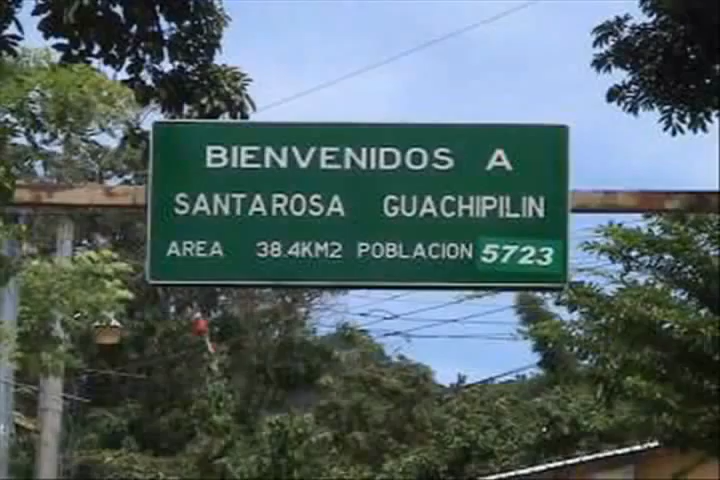 BIENVENIDOS A
SANTAROSA GUACHIPILIN
AREA 38.4KM2 POBLACION 5723